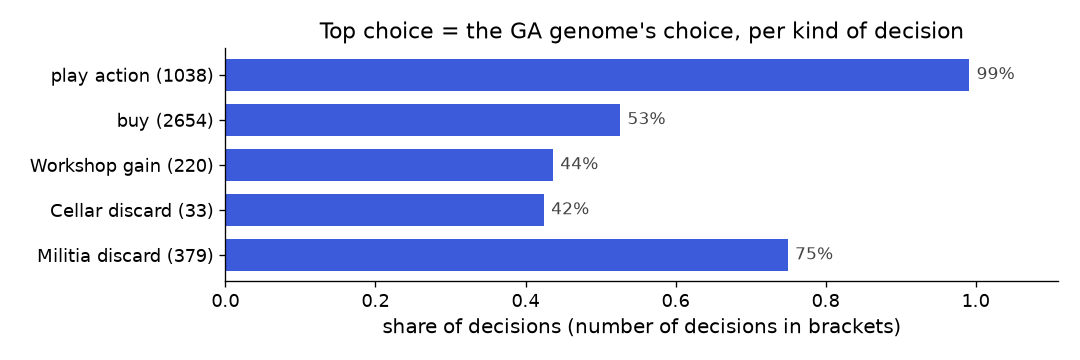 Top choice = the GA genome's choice, per kind of decision
play action (1038)
99%
buy (2654)
53%
Workshop gain (220)
44%
Cellar discard (33)
42%
Militia discard (379)
75%
0.0
0.2
0.4
0.6
0.8
1.0
share of decisions (number of decisions in brackets)